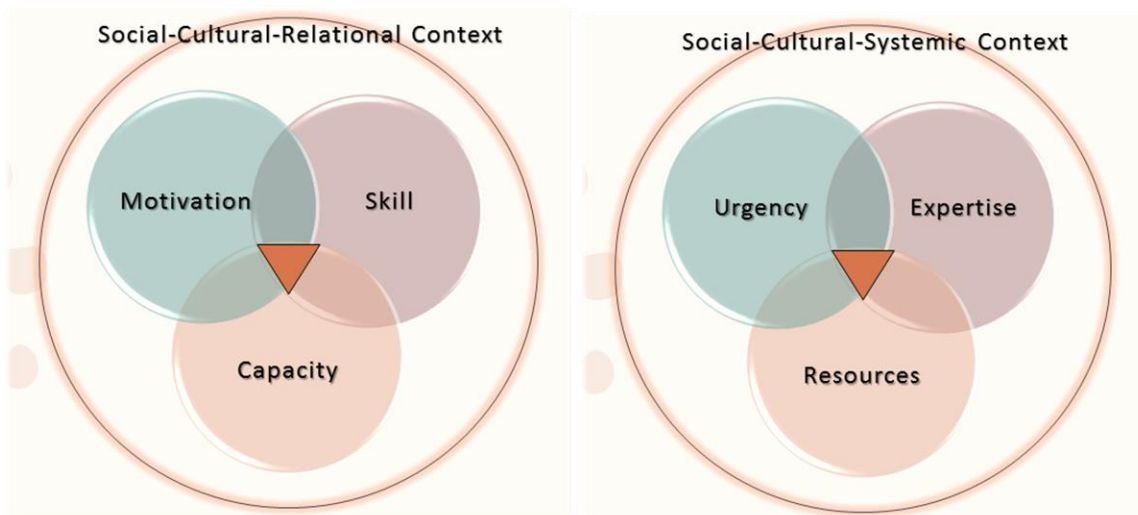 Social-Cultural-Relational Context
Motivation
Skill
Capacity
Social-Cultural-Systemic Context
Urgency
Expertise
Resources